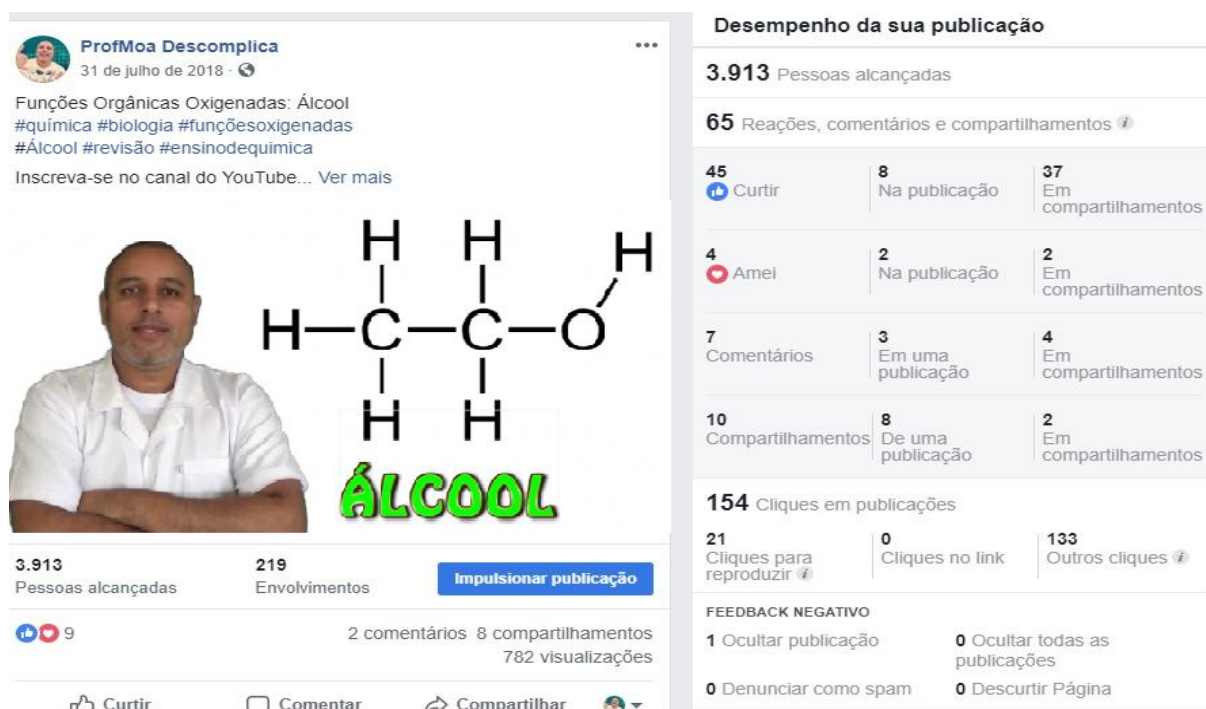 ProfMoa Descomplica
31 de julho de 2018 ·
Funções Orgânicas Oxigenadas: Álcool
#química #biologia #funçõesoxigenadas
#Álcool #revisão #ensinodequimica
Inscreva-se no canal do YouTube... Ver mais
H H H
H—C—C—O
H H
ÁLCOOL
3.913 219
Pessoas alcançadas Envolvimentos
Impulsionar publicação
9 2 comentários 8 compartilhamentos
782 visualizações
Curtir Comentar Compartilhar
Desempenho da sua publicação
3.913 Pessoas alcançadas
65 Reações, comentários e compartilhamentos
45 8 37
Curtir Na publicação Em
compartilhamentos
4 2 2
Amei Na publicação Em
compartilhamentos
7 3 4
Comentários Em uma Em
publicação compartilhamentos
10 8 2
Compartilhamentos De uma Em
publicação compartilhamentos
154 Cliques em publicações
21 0 133
Cliques para Cliques no link Outros cliques
reproduzir
FEEDBACK NEGATIVO
1 Ocultar publicação 0 Ocultar todas as
publicações
0 Denunciar como spam 0 Descurtir Página